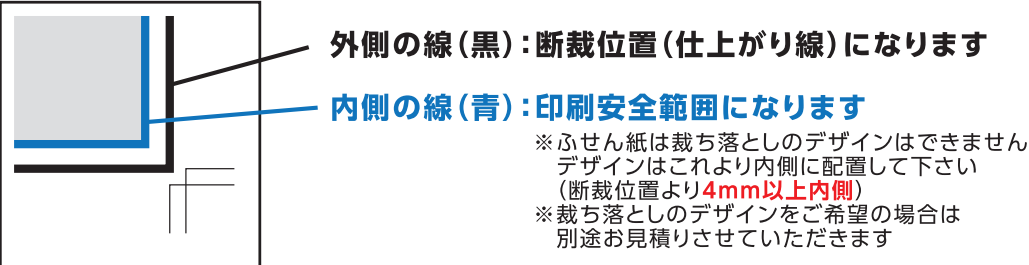 外側の線（黒）：断裁位置（仕上がり線）になります
内側の線（青）：印刷安全範囲になります
※ふせん紙は裁ち落としのデザインはできません
デザインはこれより内側に配置して下さい
（断裁位置より4mm以上内側）
※裁ち落としのデザインをご希望の場合は
別途お見積りさせていただきます